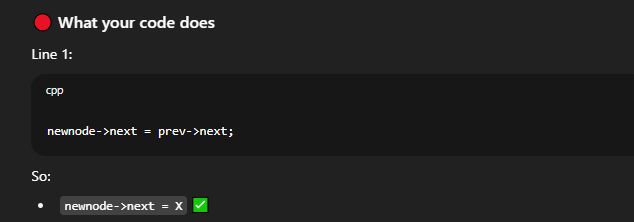 🔴 What your code does
Line 1:
cpp
newnode->next = prev->next;
So:
• newnode->next = X ✅